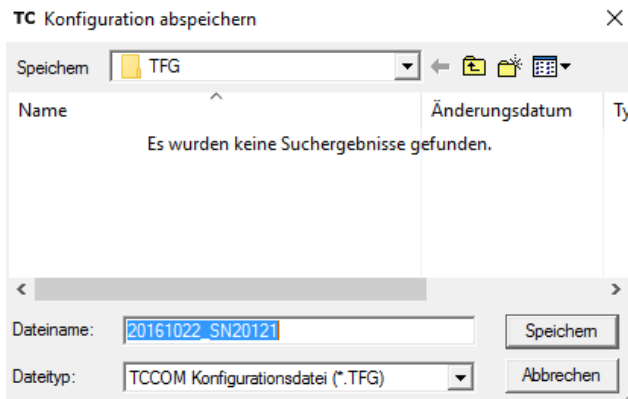 TC Konfiguration abspeichern
Speichern TFG
Name Änderungsdatum Ty
Es wurden keine Suchergebnisse gefunden.
Dateiname: 20161022_SN20121 Speichern
Dateityp: TCCOM Konfigurationsdatei (*.TFG) Abbrechen